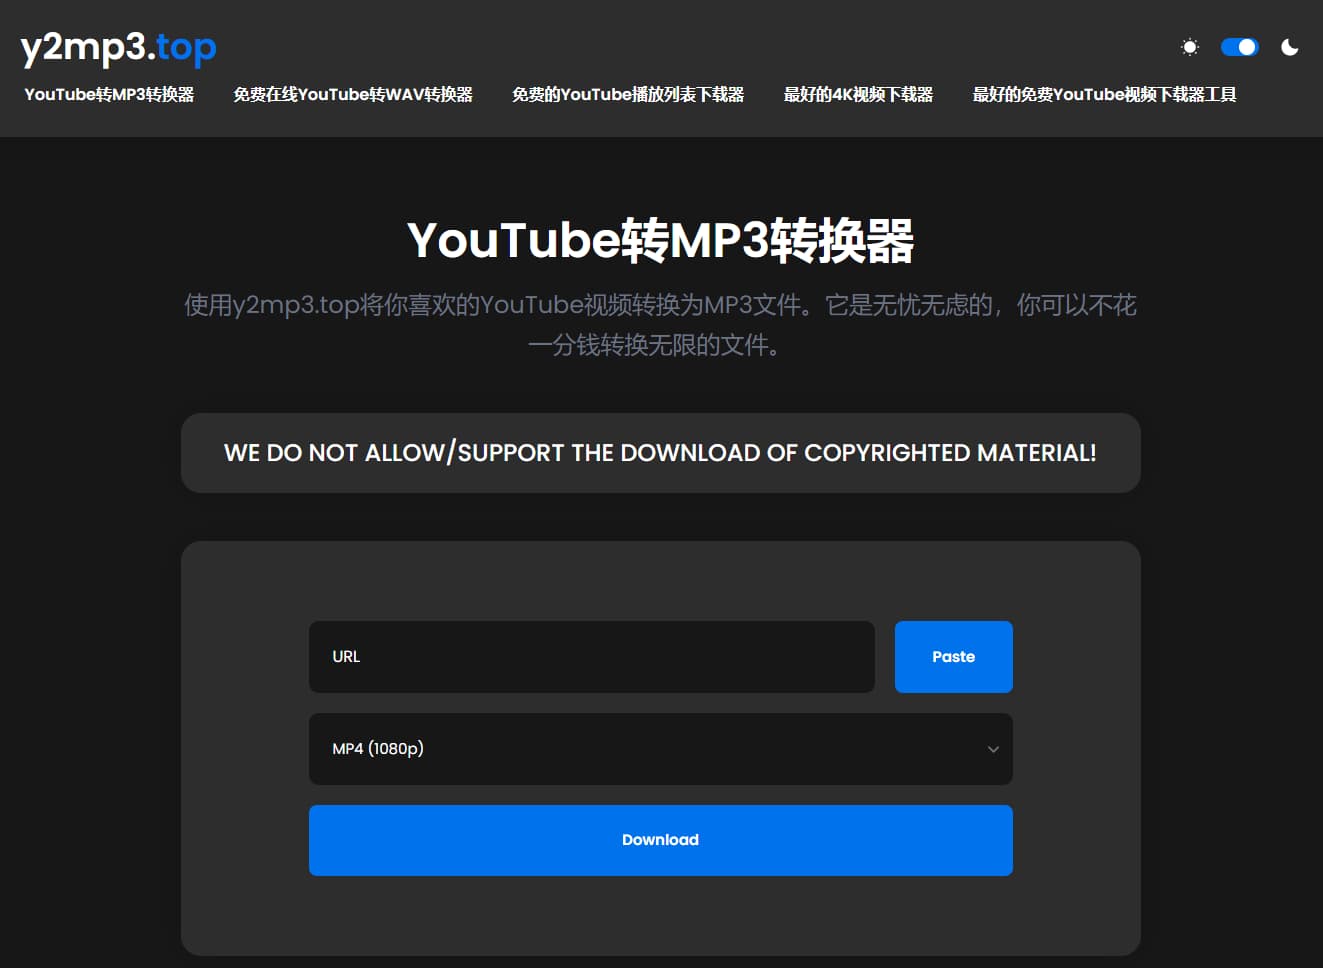 y2mp3.top
YouTube转MP3转换器 免费在线YouTube转WAV转换器 免费的YouTube播放列表下载器 最好的4K视频下载器 最好的免费YouTube视频下载器工具
YouTube转MP3转换器
使用y2mp3.top将你喜欢的YouTube视频转换为MP3文件。它是无忧无虑的，你可以不花
一分钱转换无限的文件。
WE DO NOT ALLOW/SUPPORT THE DOWNLOAD OF COPYRIGHTED MATERIAL!
URL Paste
MP4 (1080p)
Download